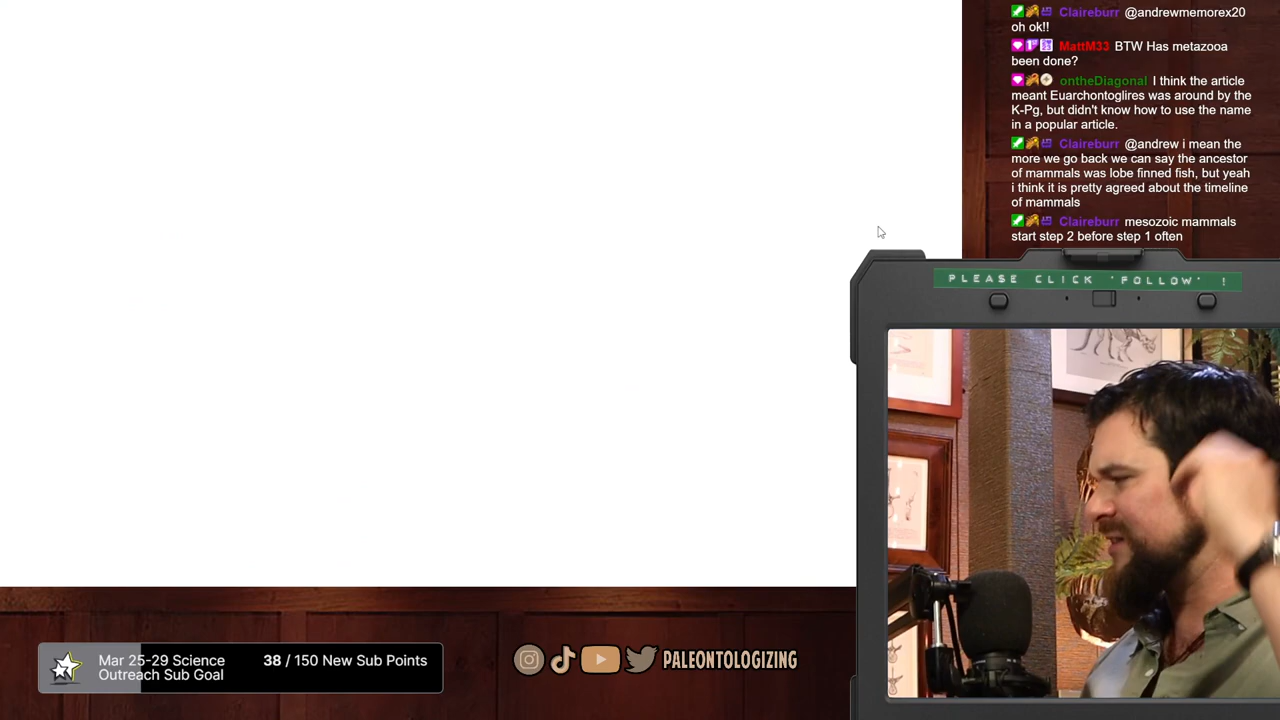 Claireburr @andrewmemorex20
oh ok!!
MattM33 BTW Has metazooa
been done?
ontheDiagonal I think the article
meant Euarchontoglires was around by the
K-Pg, but didn't know how to use the name
in a popular article.
Claireburr @andrew i mean the
more we go back we can say the ancestor
of mammals was lobe finned fish, but yeah
i think it is pretty agreed about the timeline
of mammals
Claireburr mesozoic mammals
start step 2 before step 1 often
PLEASE CLICK "FOLLOW" !
Mar 25-29 Science
Outreach Sub Goal
38 / 150 New Sub Points
PALEONTOLOGIZING